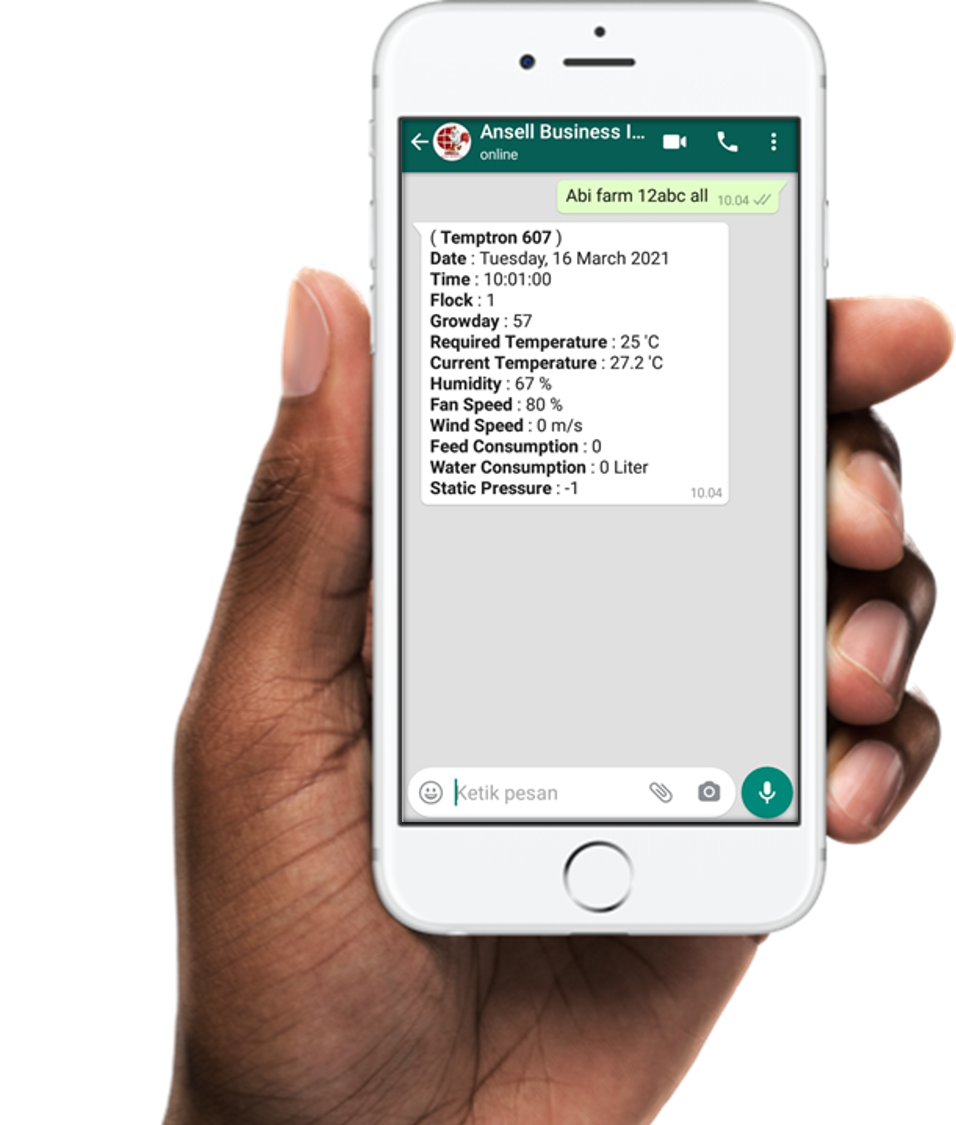 Ansell Business I...
online
Abi farm 12abc all 10.04
( Temptron 607 )
Date : Tuesday, 16 March 2021
Time : 10:01:00
Flock : 1
Growday : 57
Required Temperature : 25 'C
Current Temperature : 27.2 'C
Humidity : 67 %
Fan Speed : 80 %
Wind Speed : 0 m/s
Feed Consumption : 0
Water Consumption : 0 Liter
Static Pressure : -1
10.04
Ketik pesan